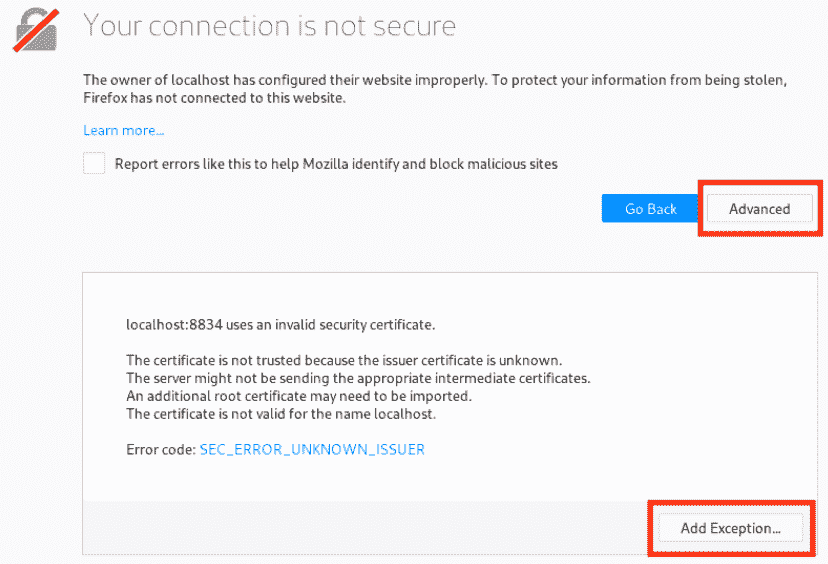 Your connection is not secure
The owner of localhost has configured their website improperly. To protect your information from being stolen,
Firefox has not connected to this website.
Learn more...
Report errors like this to help Mozilla identify and block malicious sites
Go Back
Advanced
localhost:8834 uses an invalid security certificate.
The certificate is not trusted because the issuer certificate is unknown.
The server might not be sending the appropriate intermediate certificates.
An additional root certificate may need to be imported.
The certificate is not valid for the name localhost.
Error code: SEC_ERROR_UNKNOWN_ISSUER
Add Exception...